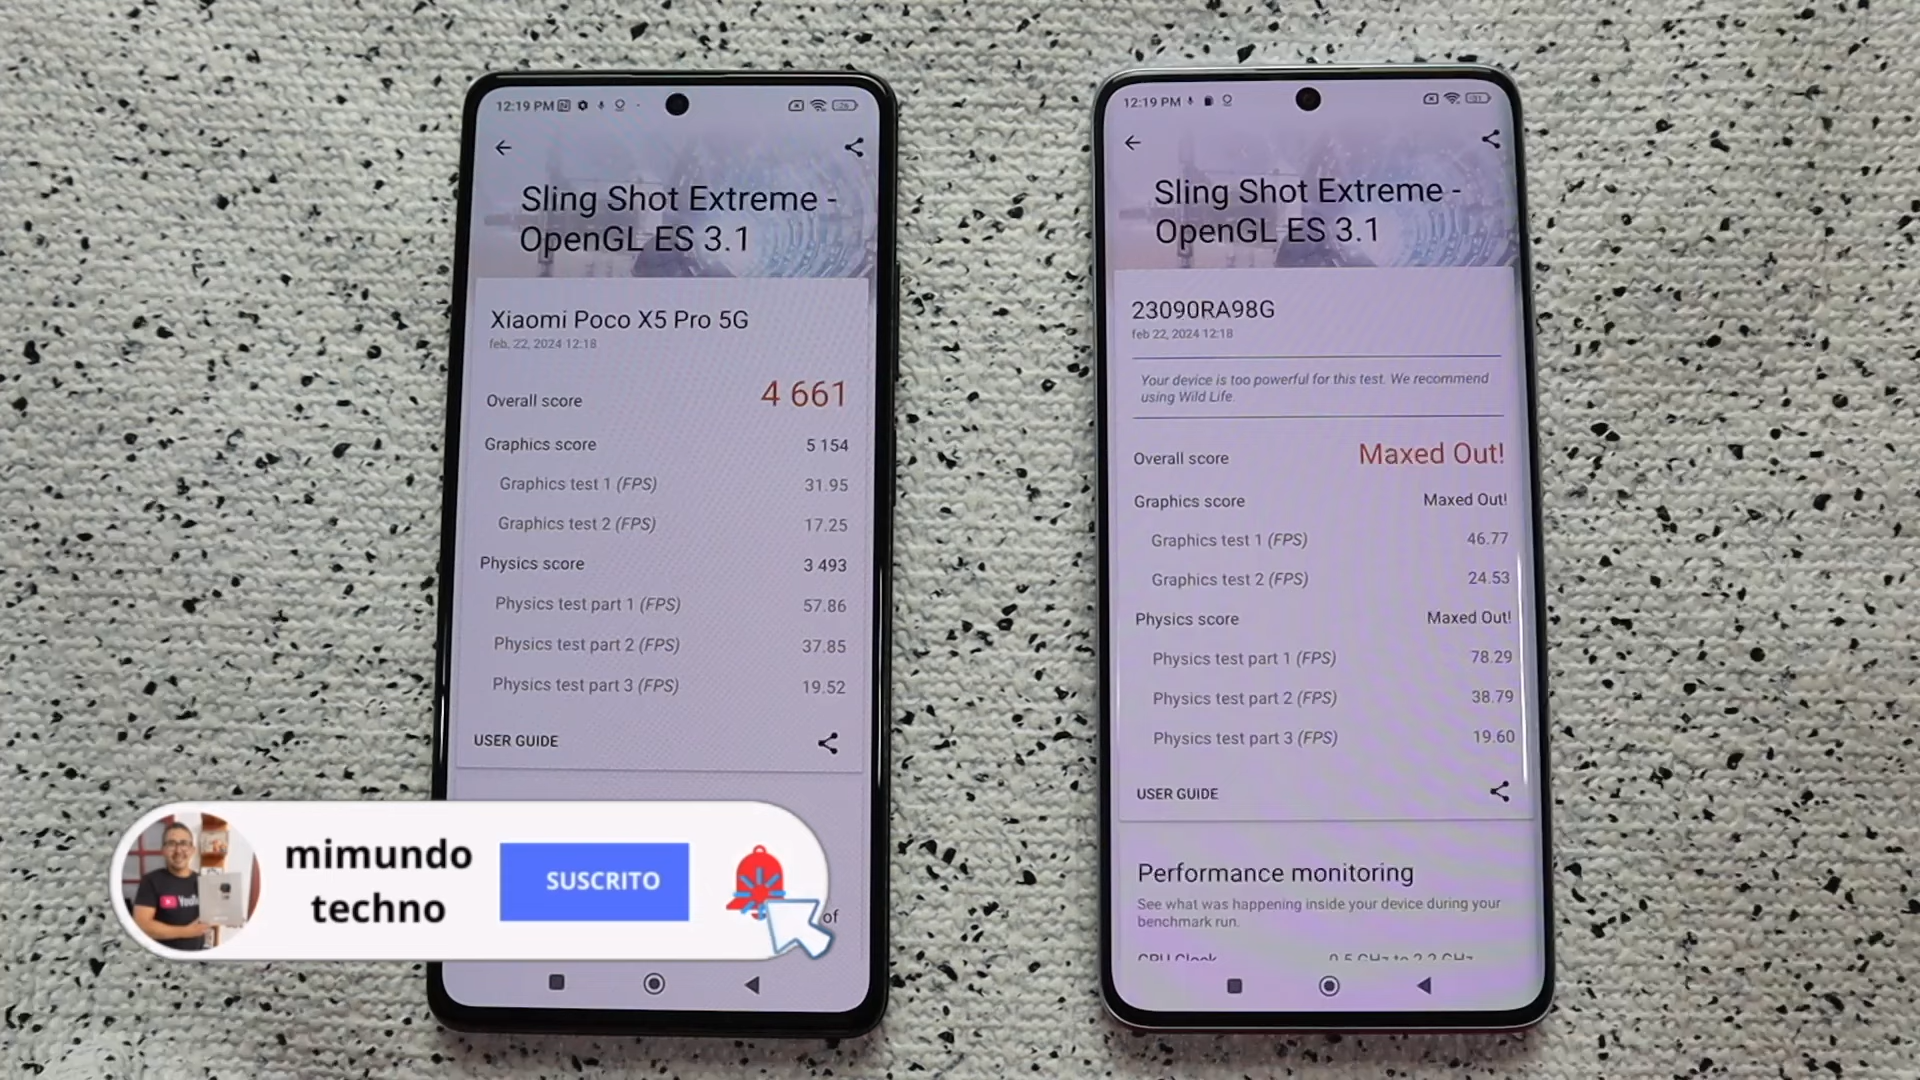 12:19 PM
Sling Shot Extreme -
OpenGL ES 3.1
Xiaomi Poco X5 Pro 5G
feb. 22, 2024 12:18
Overall score 4 661
Graphics score 5 154
Graphics test 1 (FPS) 31.95
Graphics test 2 (FPS) 17.25
Physics score 3 493
Physics test part 1 (FPS) 57.86
Physics test part 2 (FPS) 37.85
Physics test part 3 (FPS) 19.52
USER GUIDE
of
12:19 PM
Sling Shot Extreme -
OpenGL ES 3.1
23090RA98G
feb 22, 2024 12:18
Your device is too powerful for this test. We recommend
using Wild Life.
Overall score Maxed Out!
Graphics score Maxed Out!
Graphics test 1 (FPS) 46.77
Graphics test 2 (FPS) 24.53
Physics score Maxed Out!
Physics test part 1 (FPS) 78.29
Physics test part 2 (FPS) 38.79
Physics test part 3 (FPS) 19.60
USER GUIDE
Performance monitoring
See what was happening inside your device during your
benchmark run.
CPU Clock 0.5 GHz to 2.2 GHz
mimundo
techno
SUSCRITO